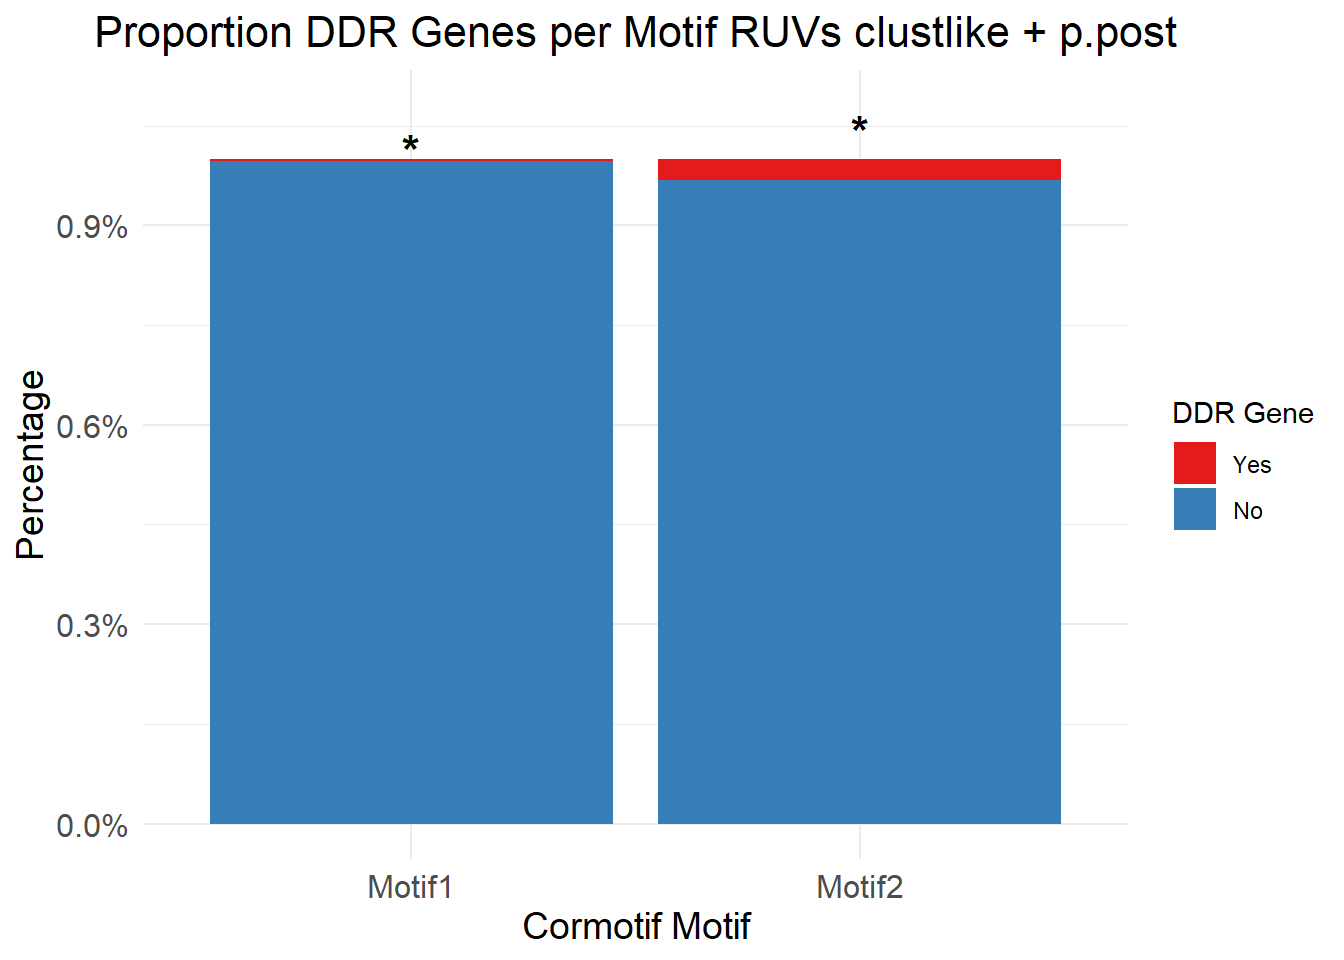 Proportion DDR Genes per Motif RUVs clustlike + p.post
*
*
0.9%
0.6%
0.3%
0.0%
Percentage
Motif1
Motif2
Cormotif Motif
DDR Gene
Yes
No